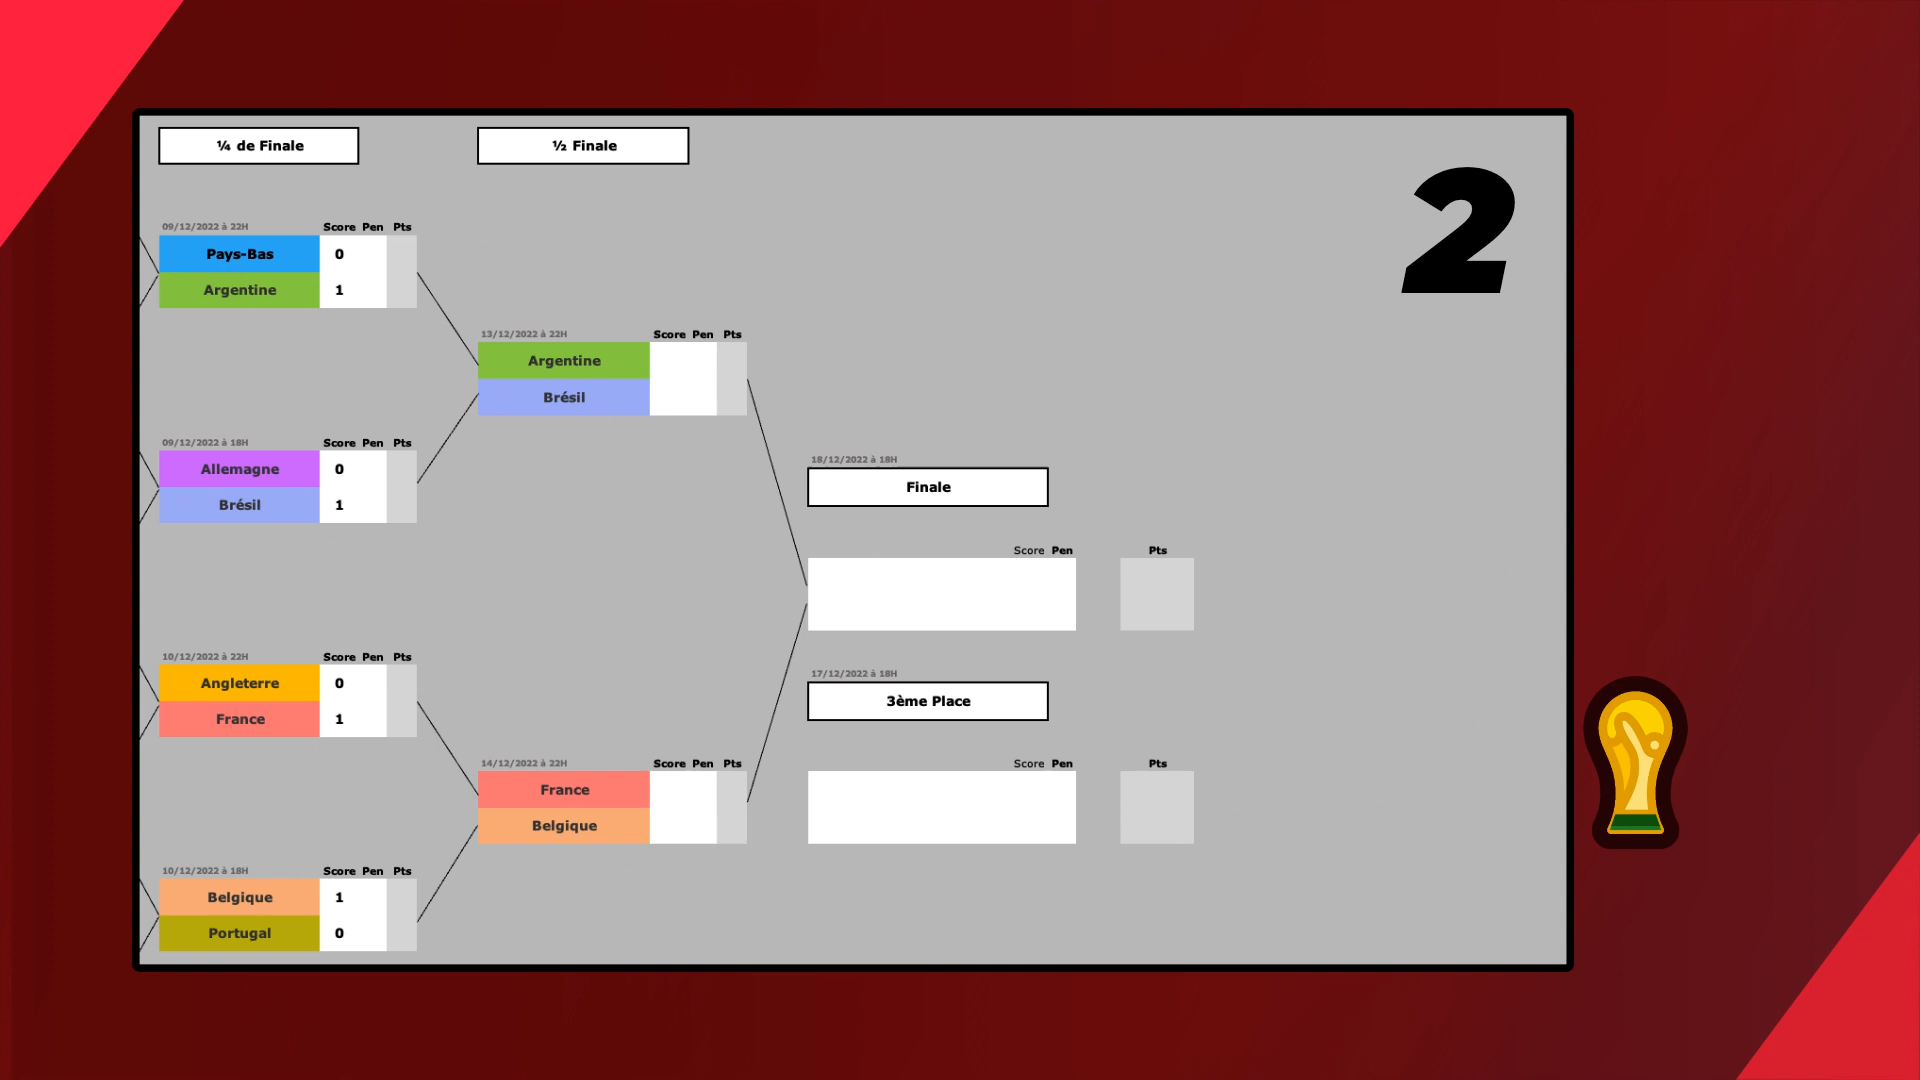 ¼ de Finale
½ Finale
2
09/12/2022 à 22H Score Pen Pts
Pays-Bas 0
Argentine 1
13/12/2022 à 22H Score Pen Pts
Argentine
Brésil
09/12/2022 à 18H Score Pen Pts
Allemagne 0
Brésil 1
18/12/2022 à 18H
Finale
Score Pen Pts
10/12/2022 à 22H Score Pen Pts
Angleterre 0
France 1
17/12/2022 à 18H
3ème Place
14/12/2022 à 22H Score Pen Pts
France
Belgique
Score Pen Pts
10/12/2022 à 18H Score Pen Pts
Belgique 1
Portugal 0